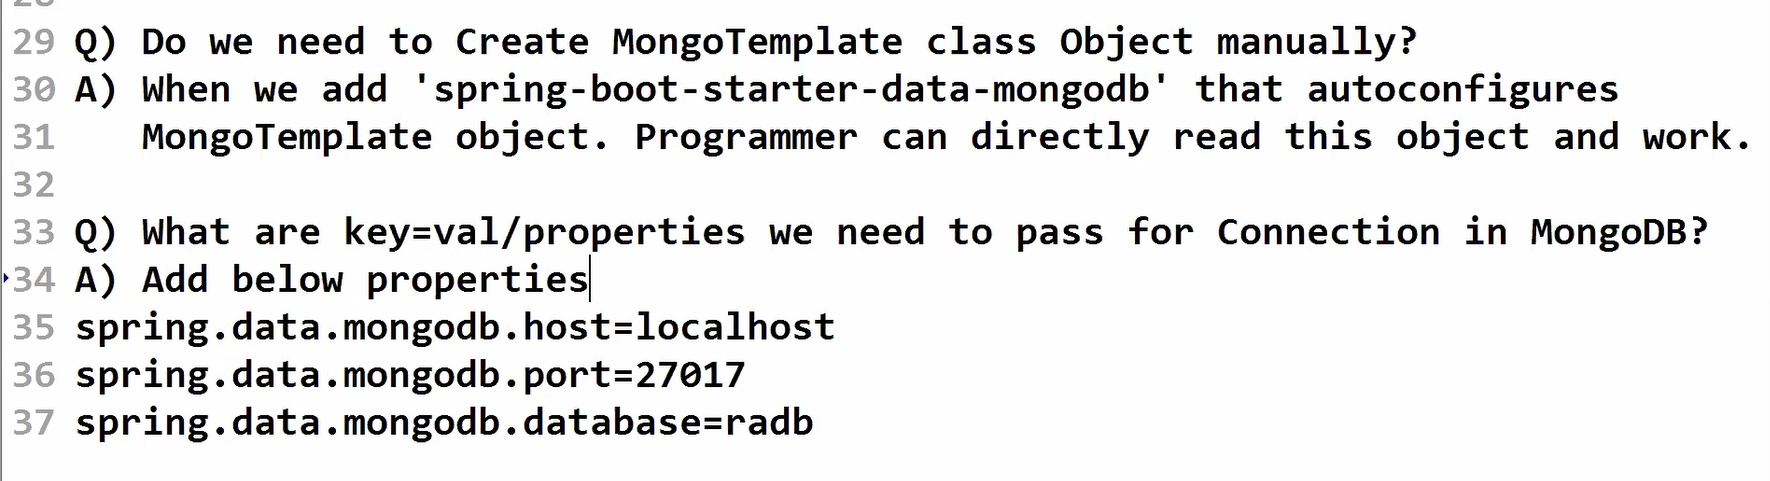 29 Q) Do we need to Create MongoTemplate class Object manually?
30 A) When we add 'spring-boot-starter-data-mongodb' that autoconfigures
31    MongoTemplate object. Programmer can directly read this object and work.
32
33 Q) What are key=val/properties we need to pass for Connection in MongoDB?
34 A) Add below properties
35 spring.data.mongodb.host=localhost
36 spring.data.mongodb.port=27017
37 spring.data.mongodb.database=radb